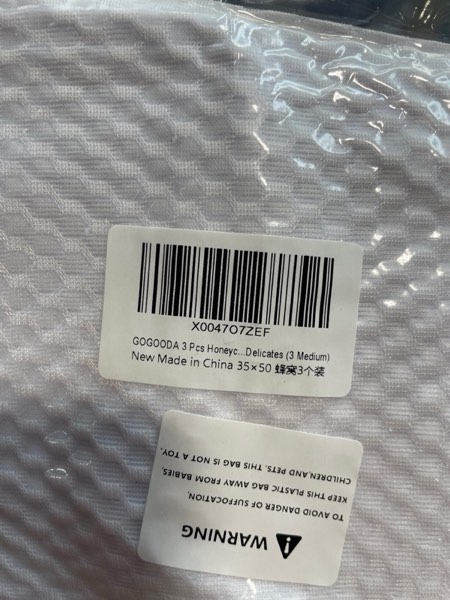 X0047O7ZEF
GOGOODA 3 Pcs Honeyc...Delicates (3 Medium)
New Made in China 35×50 蜂窝3个装
WARNING
TO AVOID DANGER OF SUFFOCATION,
KEEP THIS PLASTIC BAG AWAY FROM BABIES,
CHILDREN,AND PETS. THIS BAG IS NOT A TOY.